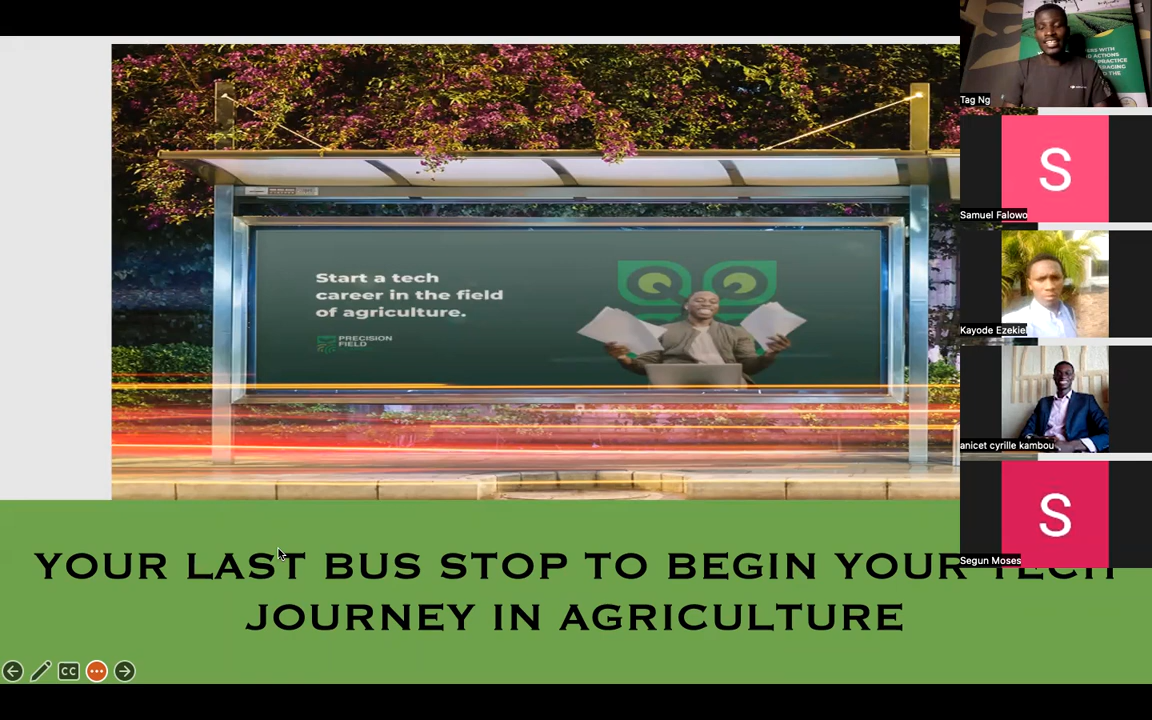 Start a tech
career in the field
of agriculture.
PRECISION
FIELD
YOUR LAST BUS STOP TO BEGIN YOUR TECH
JOURNEY IN AGRICULTURE
CC
Tag Ng
S
Samuel Falowo
Kayode Ezekiel
anicet cyrille kambou
S
Segun Moses